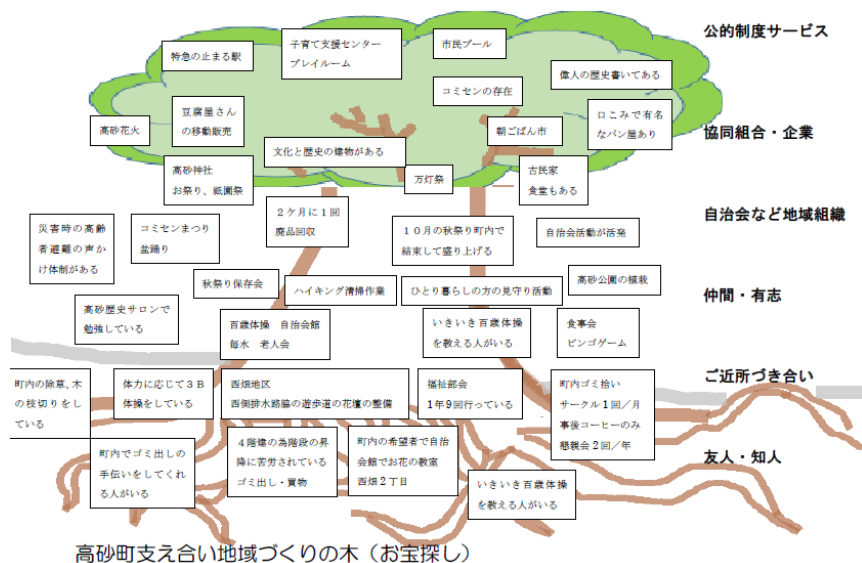 公的制度サービス
特急の止まる駅
子育て支援センター
プレイルーム
市民プール
偉人の歴史書いてある
コミセンの存在
高砂花火
豆腐屋さん
の移動販売
朝ごぱん市
口こみで有名
なパン屋あり
協同組合・企業
文化と歴史の建物がある
高砂神社
お祭り、祇園祭
万灯祭
古民家
食堂もある
自治会など地域組織
災害時の高齢
者避難の声か
け体制がある
コミセンまつり
盆踊り
２ケ月に１回
廃品回収
１０月の秋祭り町内で
結束して盛り上げる
自治会活動が活発
秋祭り保存会
ハイキング清掃作業
ひとり暮らしの方の見守り活動
高砂公園の植栽
仲間・有志
高砂歴史サロンで
勉強している
百歳体操　自治会館
毎水　老人会
いきいき百歳体操
を教える人がいる
食事会
ビンゴゲーム
ご近所づき合い
町内の除草、木
の枝切りをし
ている
体力に応じて３Ｂ
体操をしている
西畑地区
西側排水路脇の遊歩道の花壇の整備
福祉部会
1年9回行っている
町内ゴミ拾い
サークル１回／月
事後コーヒーのみ
懇親会２回／年
友人・知人
町内でゴミ出しの
手伝いをしてくれ
る人がいる
４階建の為階段の昇
降に苦労されている
ゴミ出し・買物
町内の希望者で自治
会館でお花の教室
西畑２丁目
いきいき百歳体操
を教える人がいる
高砂町支え合い地域づくりの木（お宝探し）